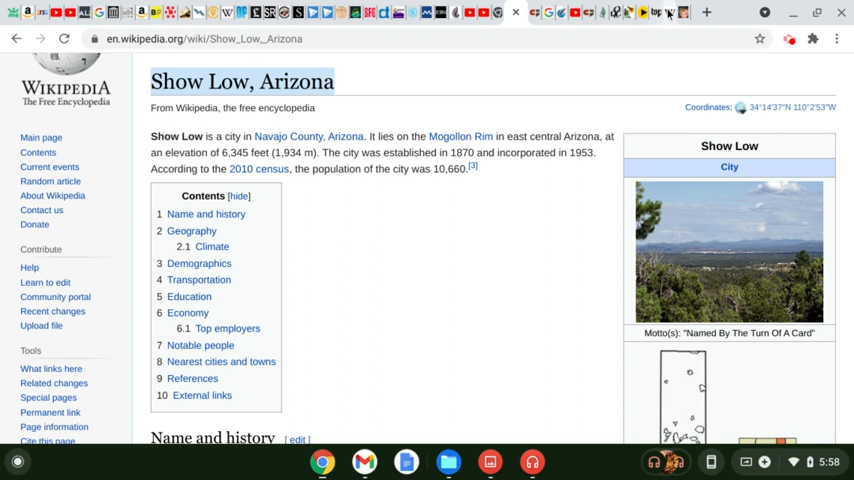 en.wikipedia.org/wiki/Show_Low,_Arizona
WIKIPEDIA
The Free Encyclopedia
Main page
Contents
Current events
Random article
About Wikipedia
Contact us
Donate
Contribute
Help
Learn to edit
Community portal
Recent changes
Upload file
Tools
What links here
Related changes
Special pages
Permanent link
Page information
Cite this page
Show Low, Arizona
From Wikipedia, the free encyclopedia
Coordinates: 34°14′37″N 110°2′53″W
Show Low is a city in Navajo County, Arizona. It lies on the Mogollon Rim in east central Arizona, at
an elevation of 6,345 feet (1,934 m). The city was established in 1870 and incorporated in 1953.
According to the 2010 census, the population of the city was 10,660.[3]
Contents [hide]
1 Name and history
2 Geography
2.1 Climate
3 Demographics
4 Transportation
5 Education
6 Economy
6.1 Top employers
7 Notable people
8 Nearest cities and towns
9 References
10 External links
Name and history [ edit ]
Show Low
City
Motto(s): "Named By The Turn Of A Card"
5:58